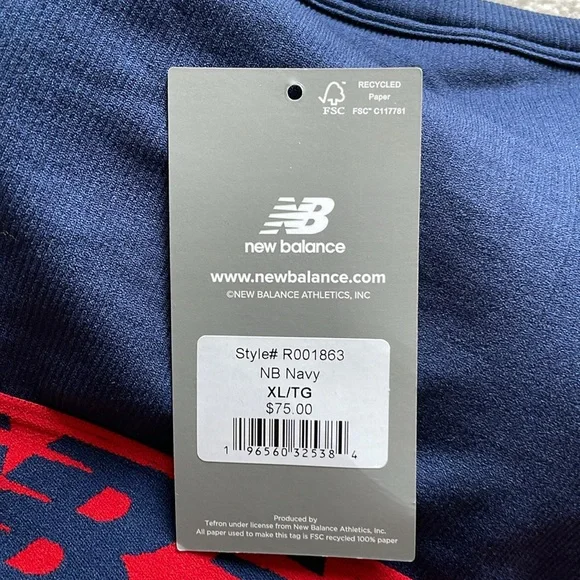 RECYCLED
Paper
FSC™ C117781
FSC
NB
new balance
www.newbalance.com
©NEW BALANCE ATHLETICS, INC
Style# R001863
NB Navy
XL/TG
$75.00
1 96560 32538 4
Produced by
Tefron under license from New Balance Athletics, Inc.
All paper used to make this tag is FSC recycled 100% paper